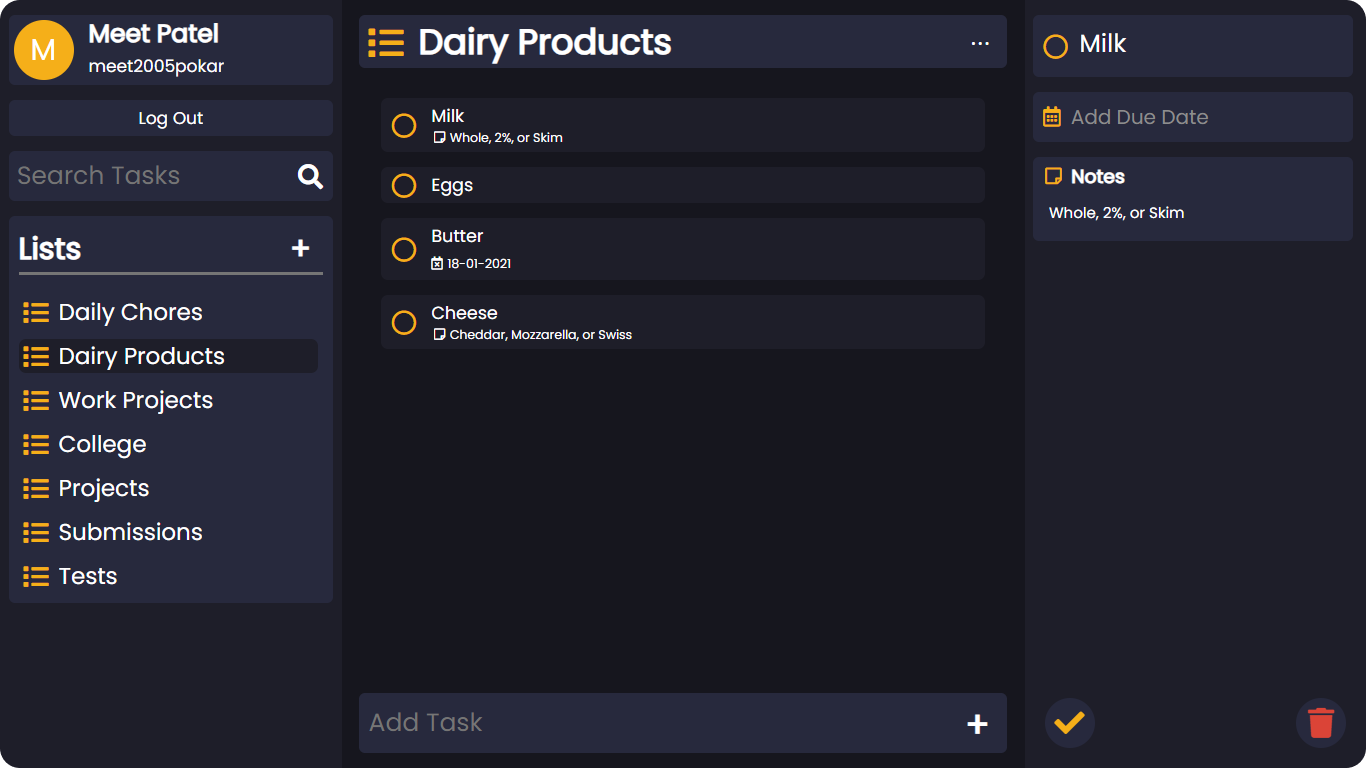 M
Meet Patel
meet2005pokar
Log Out
Search Tasks
Lists
Daily Chores
Dairy Products
Work Projects
College
Projects
Submissions
Tests
Dairy Products
Milk
Whole, 2%, or Skim
Eggs
Butter
18-01-2021
Cheese
Cheddar, Mozzarella, or Swiss
Add Task
Milk
Add Due Date
Notes
Whole, 2%, or Skim